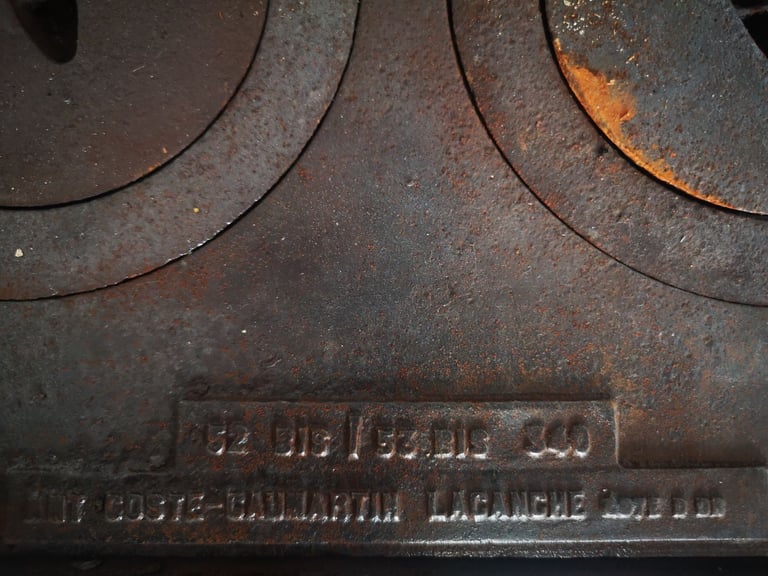 52 BIS / 53.BIS 340
COSTE-CAUMARTIN LACANCHE COTE D OR